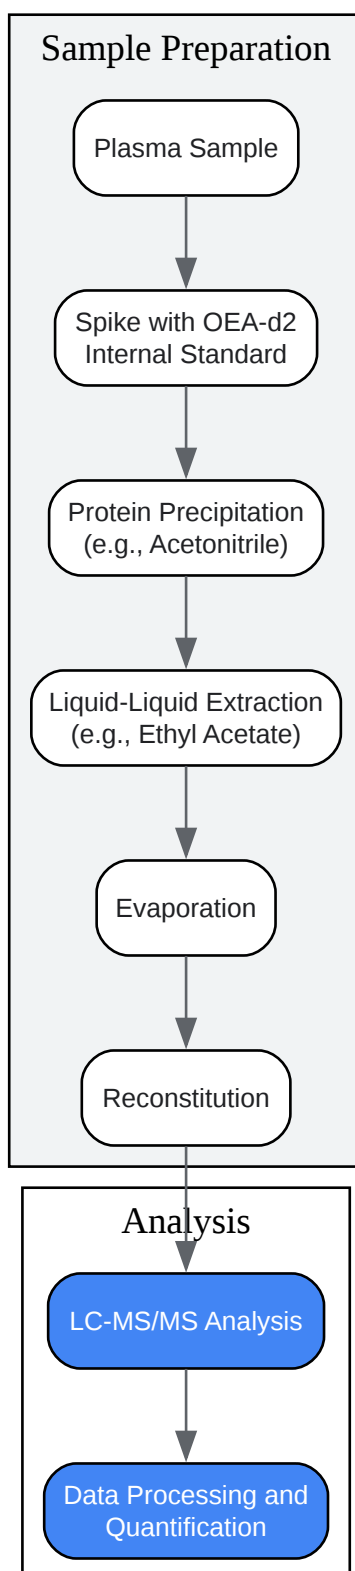 Sample Preparation
Plasma Sample
Spike with OEA-d2
Internal Standard
Protein Precipitation
(e.g., Acetonitrile)
Liquid-Liquid Extraction
(e.g., Ethyl Acetate)
Evaporation
Reconstitution
Analysis
LC-MS/MS Analysis
Data Processing and
Quantification